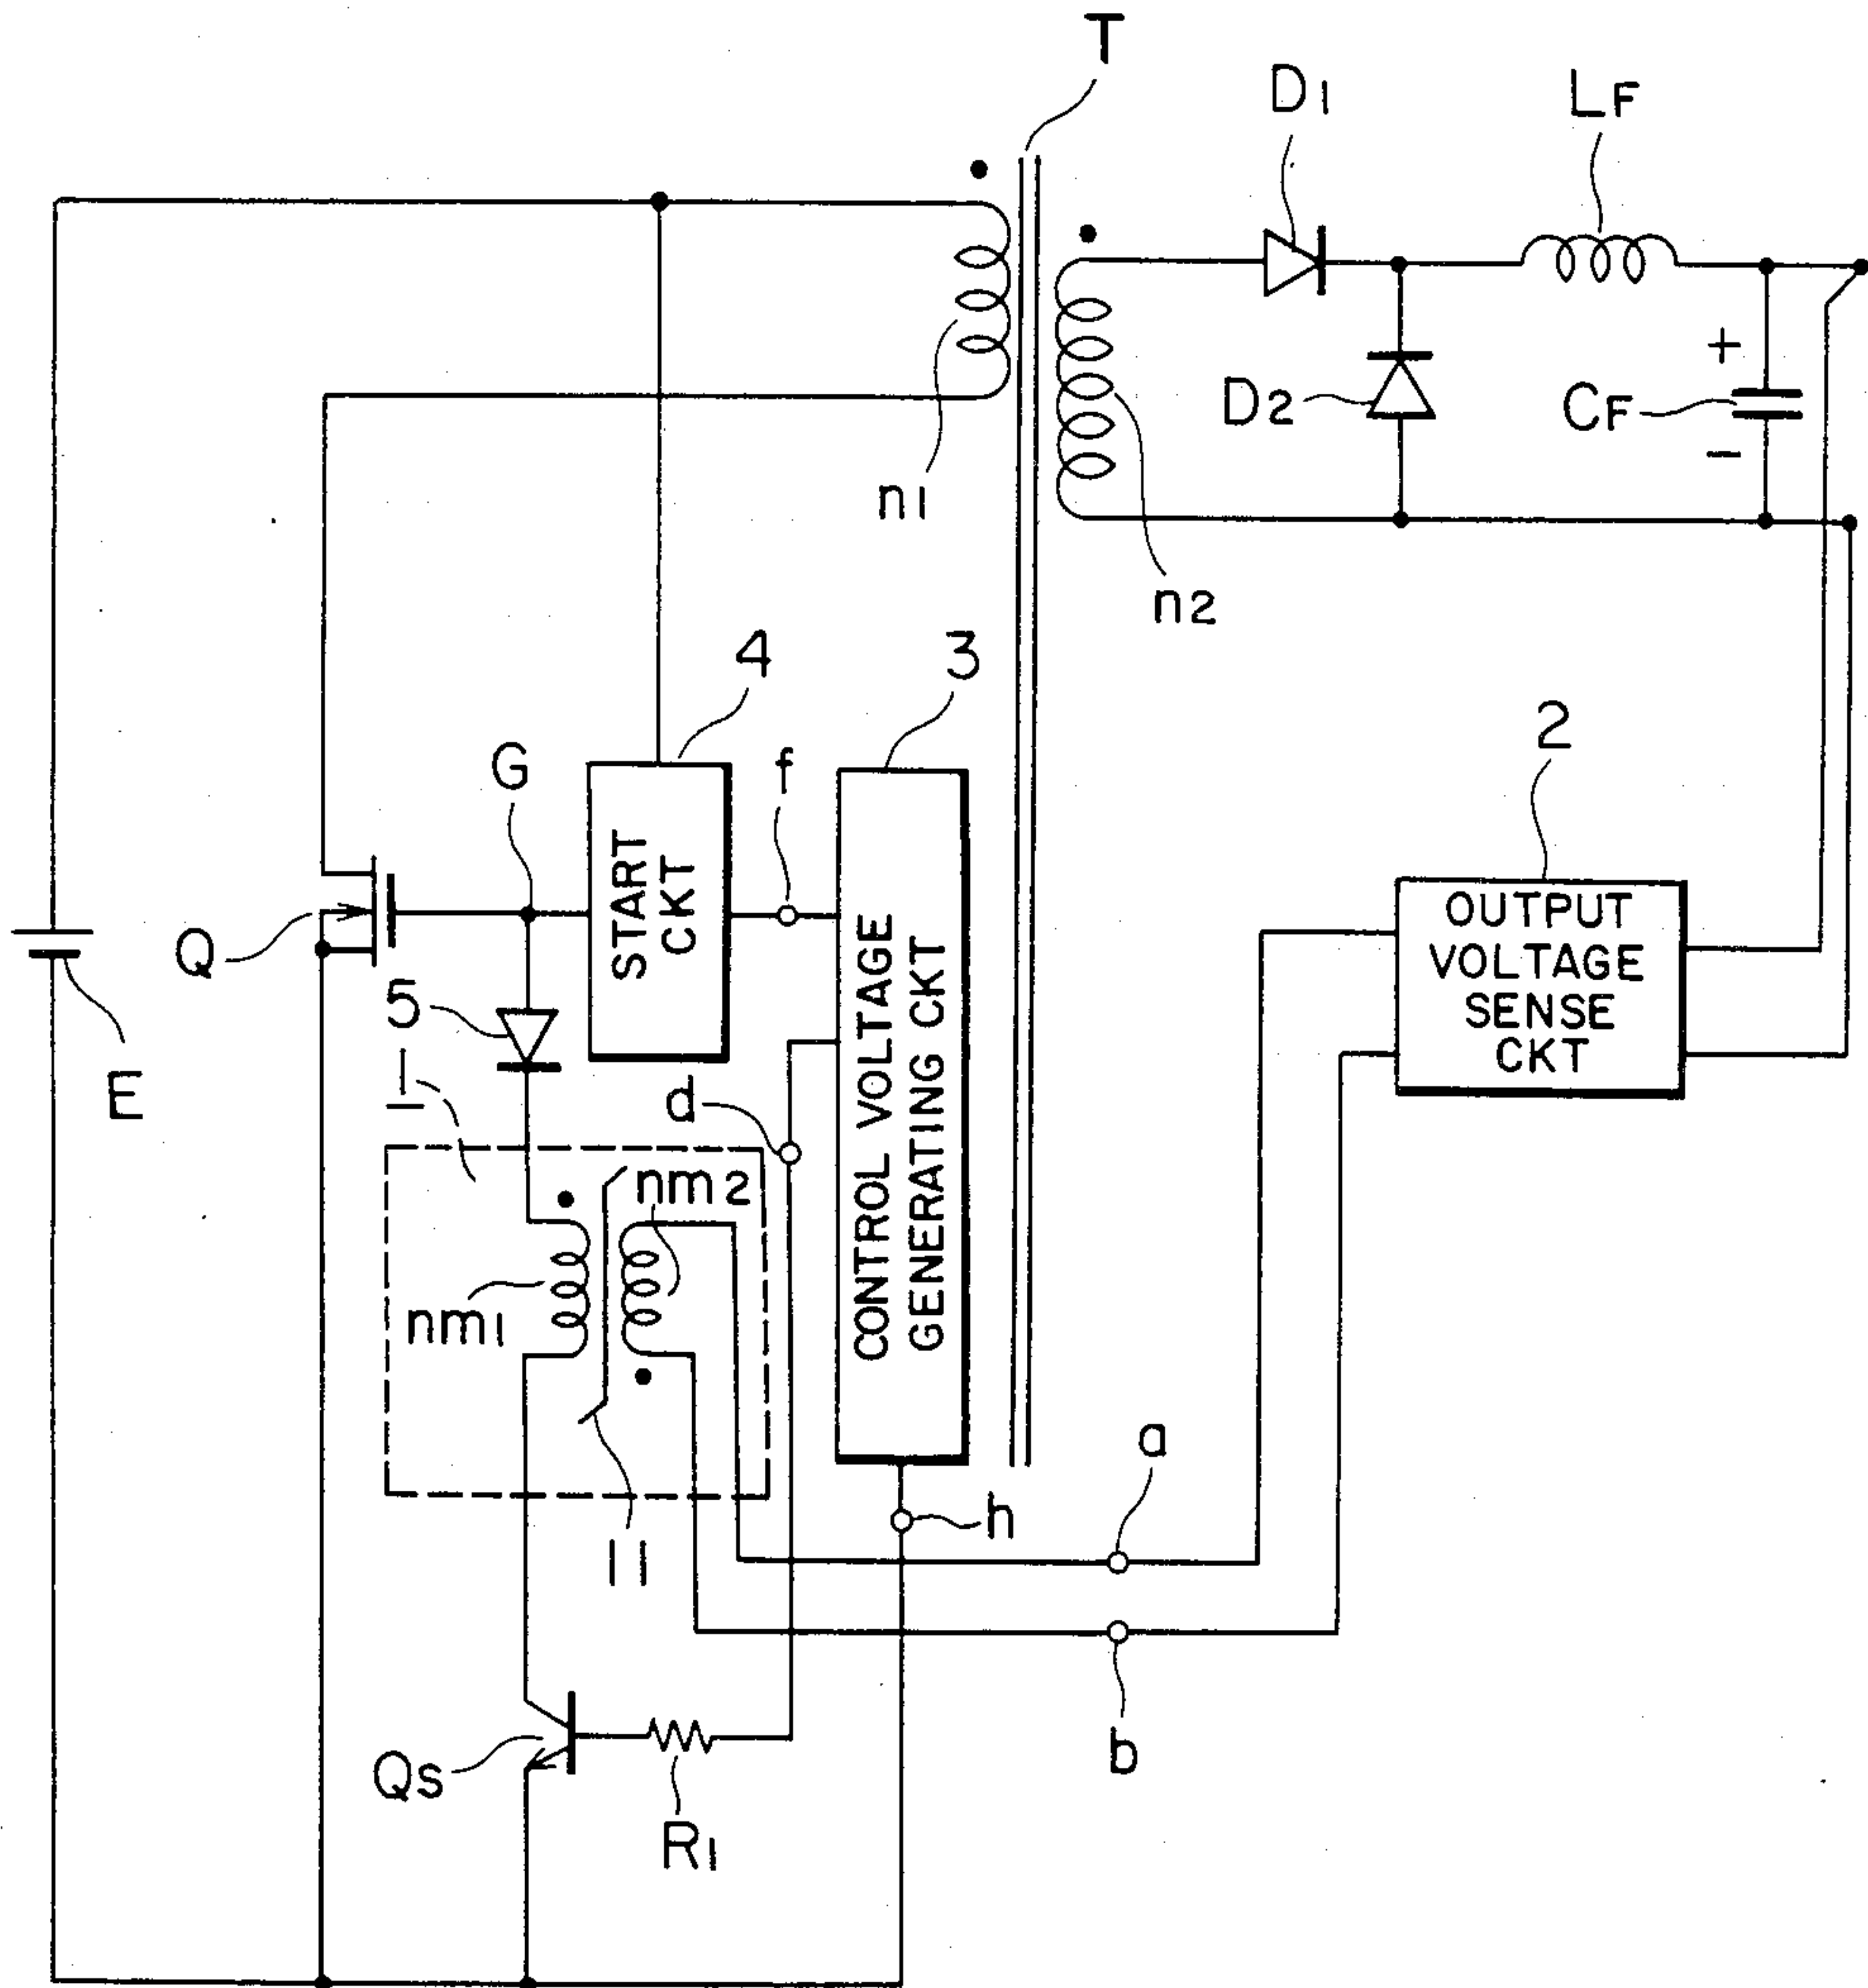 T
D1
LF
n1
D2
+
CF
-
n2
4
3
2
G
f
START
CKT
Q
5
1
E
d
CONTROL VOLTAGE
GENERATING CKT
OUTPUT
VOLTAGE
SENSE
CKT
nm2
nm1
11
h
a
b
Qs
R1